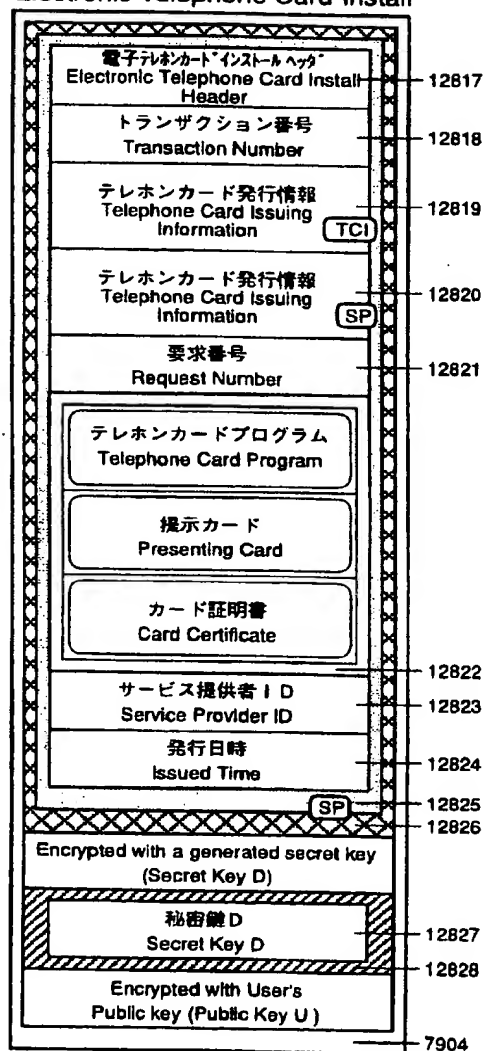 Electronic Telephone Card Install
電子テレホンカードインストールヘッダ
Electronic Telephone Card Install
Header
12817
トランザクション番号
Transaction Number
12818
テレホンカード発行情報
Telephone Card Issuing
Information
TCI
12819
テレホンカード発行情報
Telephone Card Issuing
Information
SP
12820
要求番号
Request Number
12821
テレホンカードプログラム
Telephone Card Program
提示カード
Presenting Card
カード証明書
Card Certificate
12822
サービス提供者ID
Service Provider ID
12823
発行日時
Issued Time
12824
SP
12825
12826
Encrypted with a generated secret key
(Secret Key D)
秘密鍵D
Secret Key D
12827
12828
Encrypted with User's
Public key (Public Key U)
7904